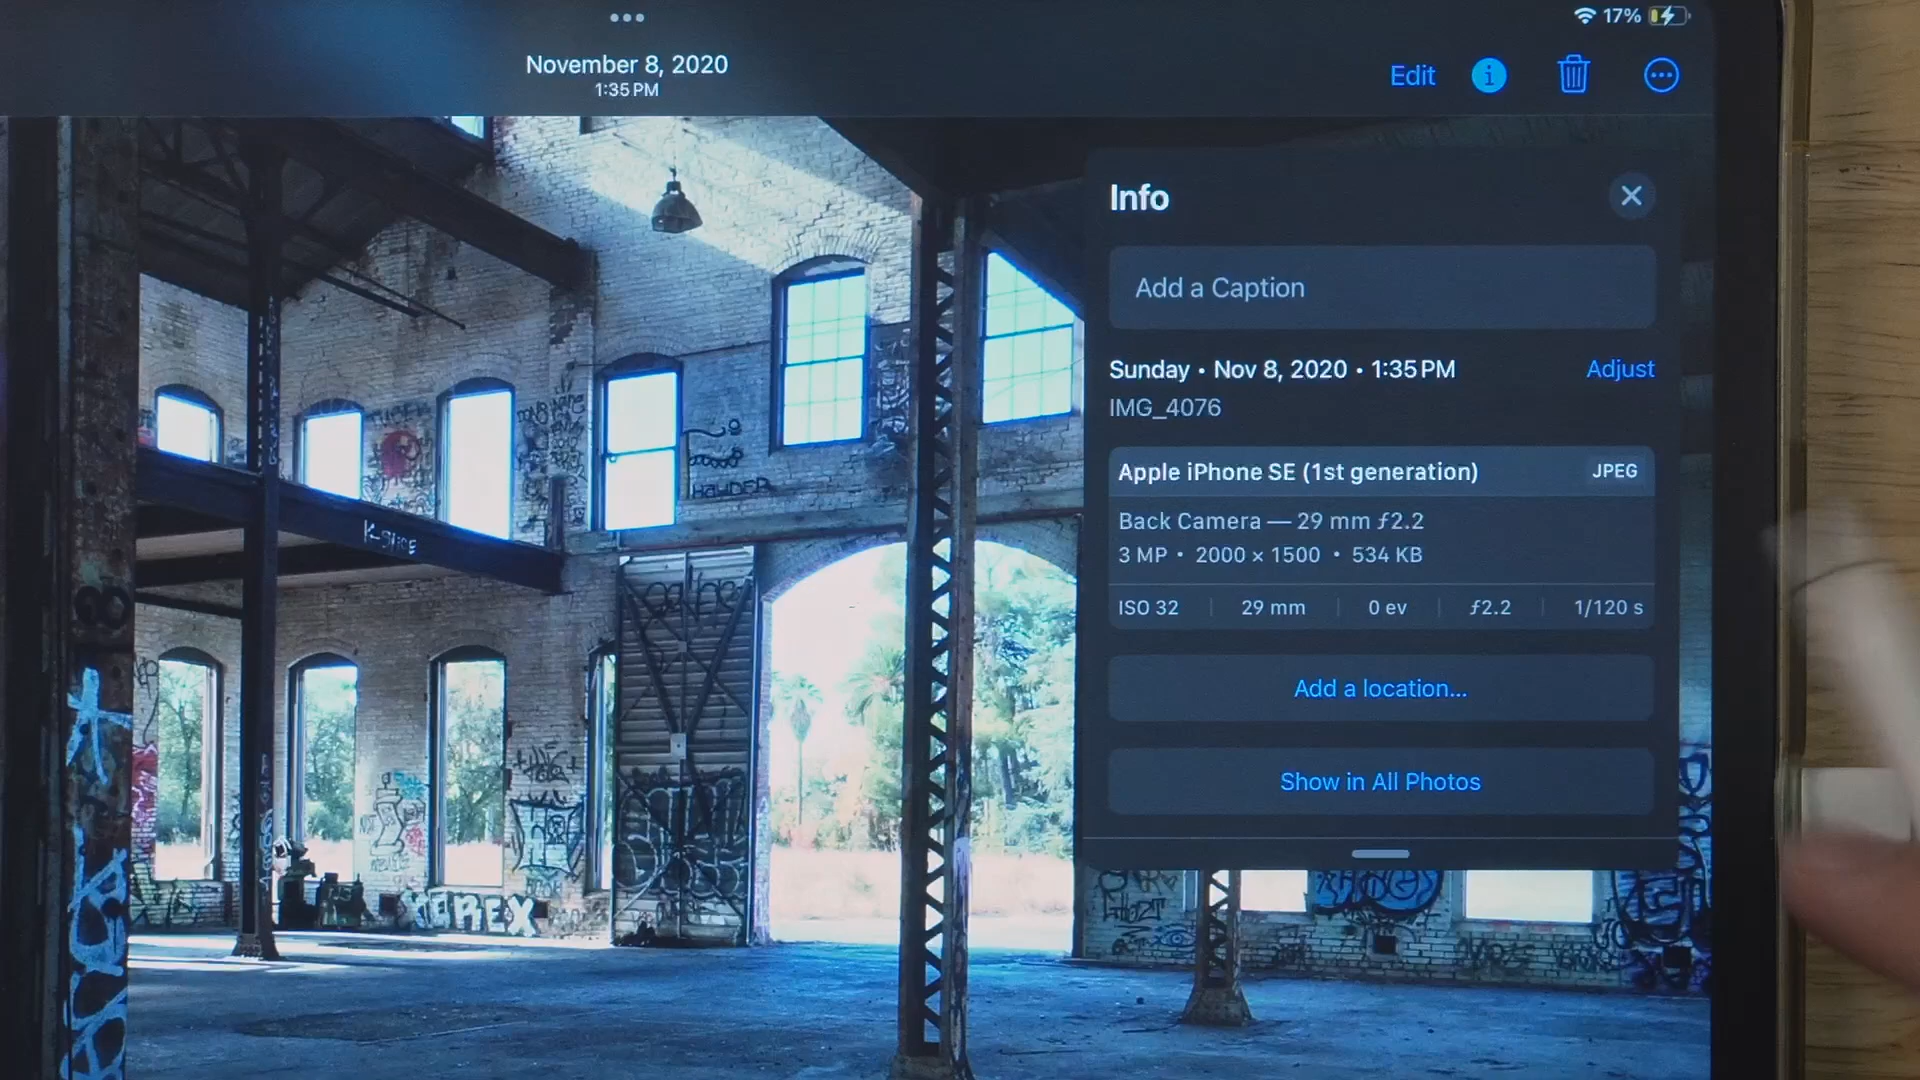 17%
November 8, 2020
1:35 PM
Edit
Info
Add a Caption
Sunday • Nov 8, 2020 • 1:35 PM
Adjust
IMG_4076
Apple iPhone SE (1st generation)
JPEG
Back Camera — 29 mm ƒ2.2
3 MP • 2000 × 1500 • 534 KB
ISO 32
29 mm
0 ev
ƒ2.2
1/120 s
Add a location...
Show in All Photos
K-SLICE
XEREX